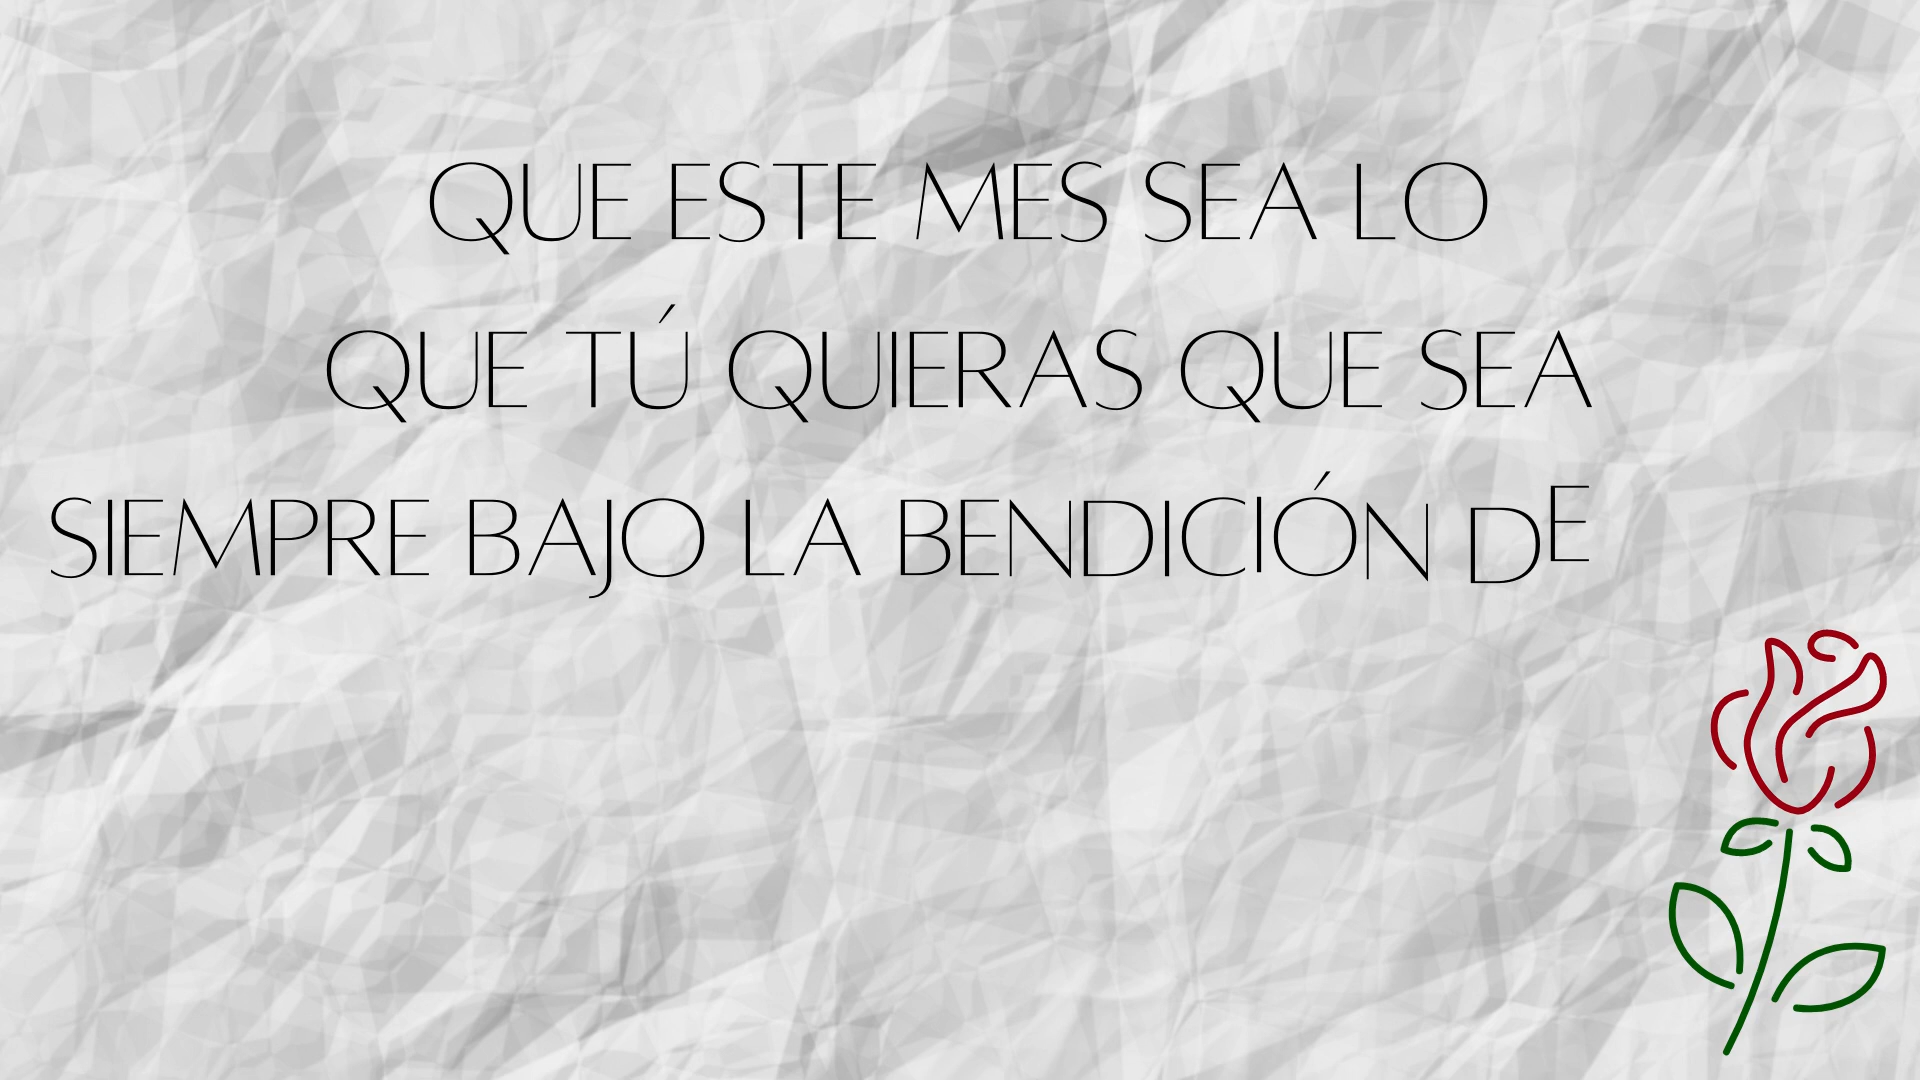 QUE ESTE MES SEA LO
QUE TÚ QUIERAS QUE SEA
SIEMPRE BAJO LA BENDICIÓN DE